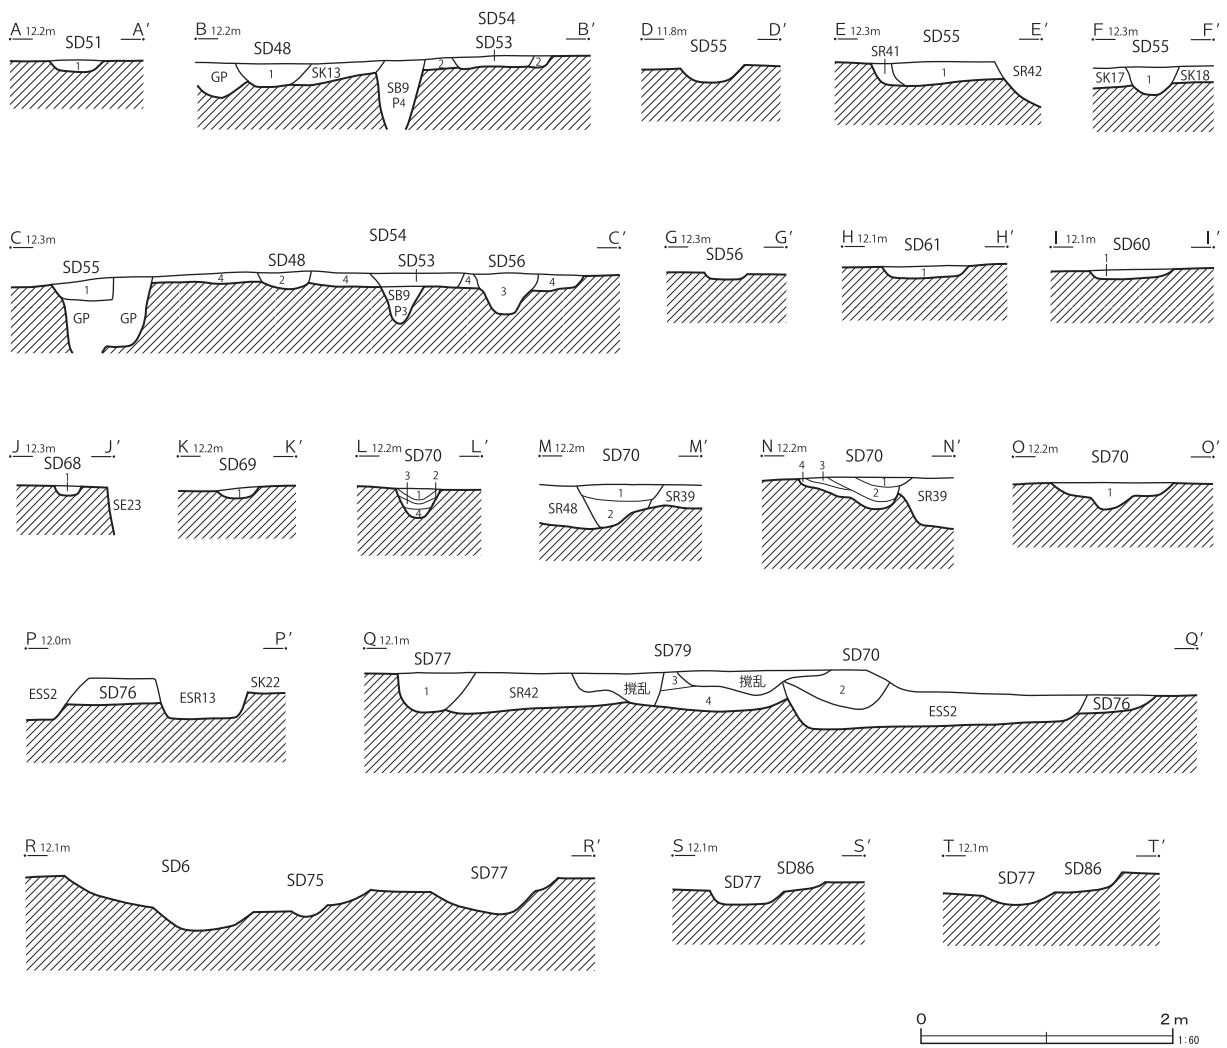 A 12.2m A′
SD51
1
B 12.2m B′
SD54
SD48 SD53
GP 1 SK13 SB9 P4 2 2
D 11.8m D′
SD55
E 12.3m E′
SR41 SD55
1 SR42
F 12.3m F′
SD55
SK17 1 SK18
C 12.3m C′
SD54
SD55 SD48 SD53 SD56
1 4 2 4 4 3 4
GP GP SB9 P3
G 12.3m G′
SD56
H 12.1m H′
SD61
1
I 12.1m I′
SD60
1
J 12.3m J′
SD68
1
SE23
K 12.2m K′
SD69
1
L 12.2m L′
SD70
3 2
1
4
M 12.2m M′
SD70
1
SR48 2 SR39
N 12.2m N′
SD70
4 3
1
2 SR39
O 12.2m O′
SD70
1
P 12.0m P′
ESS2 SD76 ESR13 SK22
Q 12.1m Q′
SD77 SD79 SD70
1 SR42 撹乱 3 撹乱 2
4 ESS2 SD76
R 12.1m R′
SD6 SD75 SD77
S 12.1m S′
SD77 SD86
T 12.1m T′
SD77 SD86
0 2 m
1:60